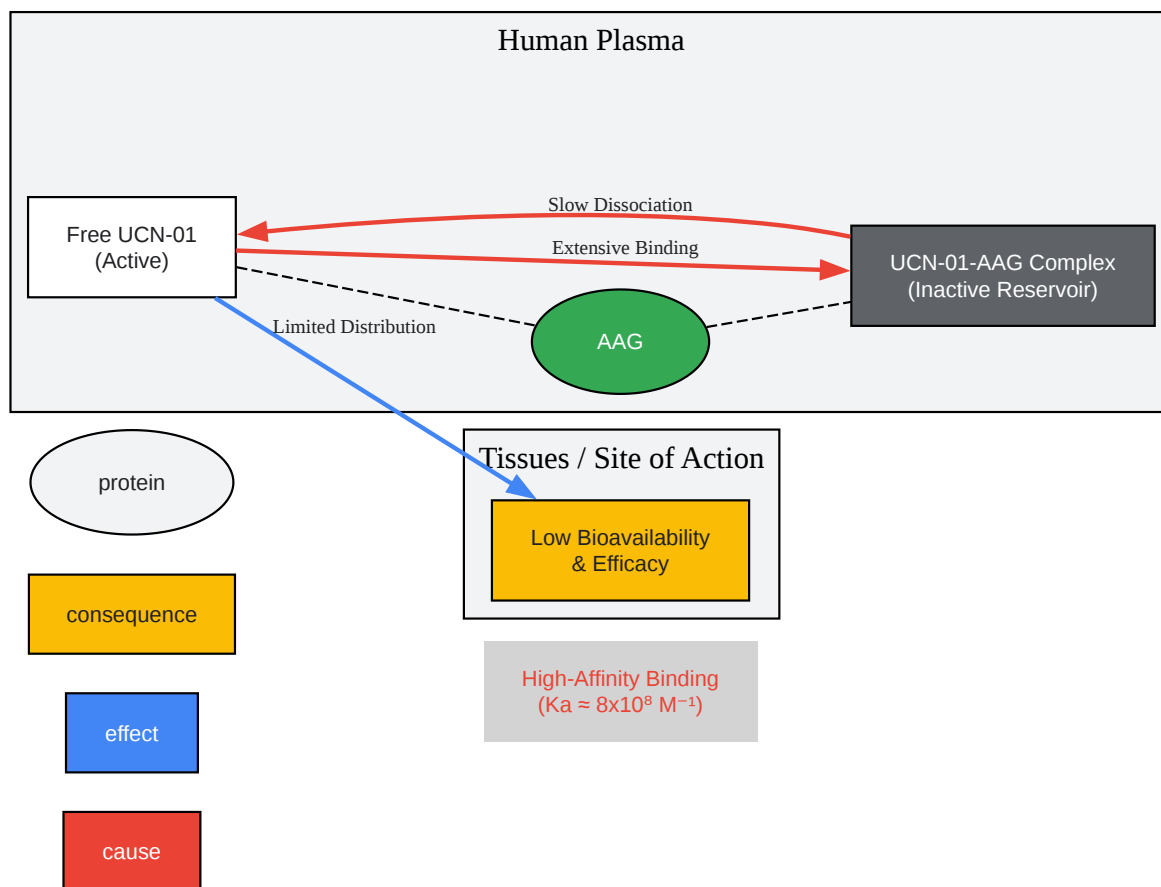 Human Plasma
Slow Dissociation
Free UCN-01
(Active)
Extensive Binding
UCN-01-AAG Complex
(Inactive Reservoir)
Limited Distribution
AAG
Tissues / Site of Action
protein
Low Bioavailability
& Efficacy
consequence
High-Affinity Binding
(Ka ≈ 8x10⁸ M⁻¹)
effect
cause